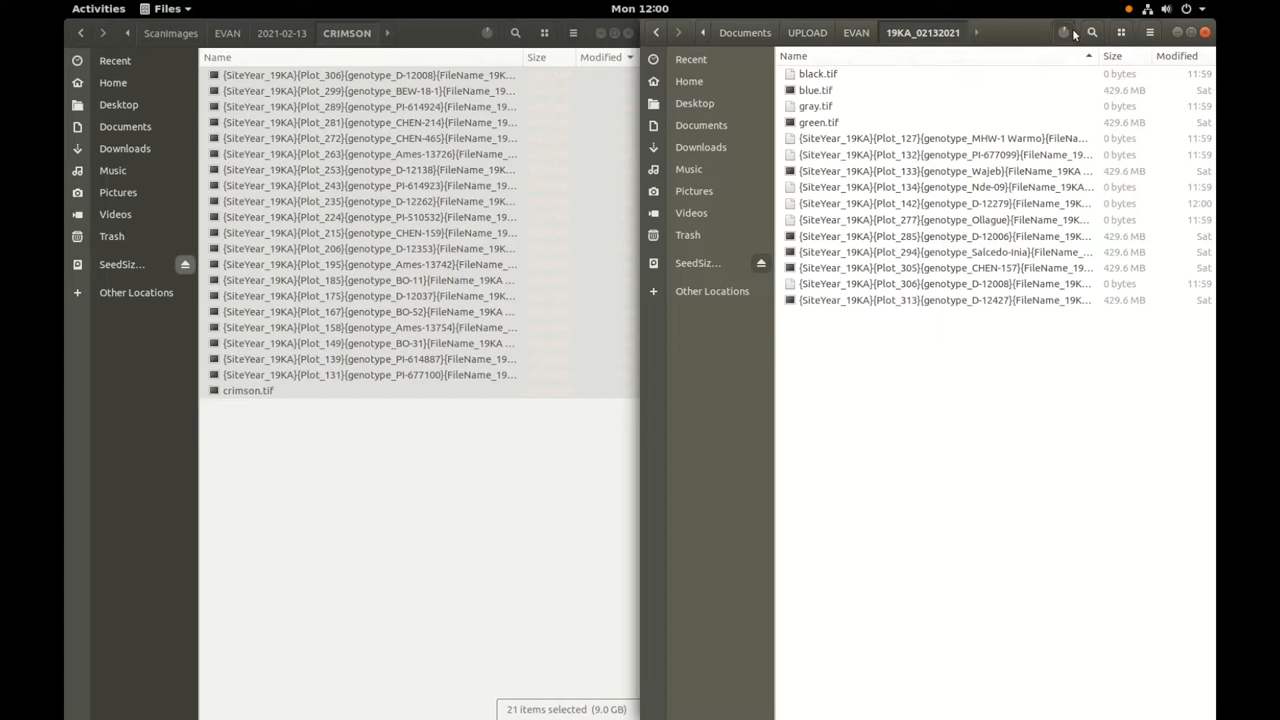 Activities Files Mon 12:00
ScanImages EVAN 2021-02-13 CRIMSON
Name Size Modified
Recent
Home
Desktop
Documents
Downloads
Music
Pictures
Videos
Trash
SeedSiz...
Other Locations
{SiteYear_19KA}{Plot_306}{genotype_D-12008}{FileName_19K...
{SiteYear_19KA}{Plot_299}{genotype_BEW-18-1}{FileName_19...
{SiteYear_19KA}{Plot_289}{genotype_PI-614924}{FileName_19...
{SiteYear_19KA}{Plot_281}{genotype_CHEN-214}{FileName_19...
{SiteYear_19KA}{Plot_272}{genotype_CHEN-465}{FileName_19...
{SiteYear_19KA}{Plot_263}{genotype_Ames-13726}{FileName_...
{SiteYear_19KA}{Plot_253}{genotype_D-12138}{FileName_19K...
{SiteYear_19KA}{Plot_243}{genotype_PI-614923}{FileName_19...
{SiteYear_19KA}{Plot_235}{genotype_D-12262}{FileName_19K...
{SiteYear_19KA}{Plot_224}{genotype_PI-510532}{FileName_19...
{SiteYear_19KA}{Plot_215}{genotype_CHEN-159}{FileName_19...
{SiteYear_19KA}{Plot_206}{genotype_D-12353}{FileName_19K...
{SiteYear_19KA}{Plot_195}{genotype_Ames-13742}{FileName_...
{SiteYear_19KA}{Plot_185}{genotype_BO-11}{FileName_19KA ...
{SiteYear_19KA}{Plot_175}{genotype_D-12037}{FileName_19K...
{SiteYear_19KA}{Plot_167}{genotype_BO-52}{FileName_19KA ...
{SiteYear_19KA}{Plot_158}{genotype_Ames-13754}{FileName_...
{SiteYear_19KA}{Plot_149}{genotype_BO-31}{FileName_19KA ...
{SiteYear_19KA}{Plot_139}{genotype_PI-614887}{FileName_19...
{SiteYear_19KA}{Plot_131}{genotype_PI-677100}{FileName_19...
crimson.tif
21 items selected (9.0 GB)
Documents UPLOAD EVAN 19KA_02132021
Name Size Modified
Recent
Home
Desktop
Documents
Downloads
Music
Pictures
Videos
Trash
SeedSiz...
Other Locations
black.tif 0 bytes 11:59
blue.tif 429.6 MB Sat
gray.tif 0 bytes 11:59
green.tif 429.6 MB Sat
{SiteYear_19KA}{Plot_127}{genotype_MHW-1 Warmo}{FileNa... 0 bytes 11:59
{SiteYear_19KA}{Plot_132}{genotype_PI-677099}{FileName_19... 0 bytes 11:59
{SiteYear_19KA}{Plot_133}{genotype_Wajeb}{FileName_19KA ... 429.6 MB Sat
{SiteYear_19KA}{Plot_134}{genotype_Nde-09}{FileName_19KA... 0 bytes 11:59
{SiteYear_19KA}{Plot_142}{genotype_D-12279}{FileName_19K... 0 bytes 12:00
{SiteYear_19KA}{Plot_277}{genotype_Ollague}{FileName_19K... 0 bytes 11:59
{SiteYear_19KA}{Plot_285}{genotype_D-12006}{FileName_19K... 429.6 MB Sat
{SiteYear_19KA}{Plot_294}{genotype_Salcedo-Inia}{FileName_... 429.6 MB Sat
{SiteYear_19KA}{Plot_305}{genotype_CHEN-157}{FileName_19... 429.6 MB Sat
{SiteYear_19KA}{Plot_306}{genotype_D-12008}{FileName_19K... 0 bytes 11:59
{SiteYear_19KA}{Plot_313}{genotype_D-12427}{FileName_19K... 429.6 MB Sat